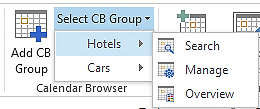 Select CB Group
Add CB
Group
Hotels
Cars
Search
Manage
Overview
Calendar Browser